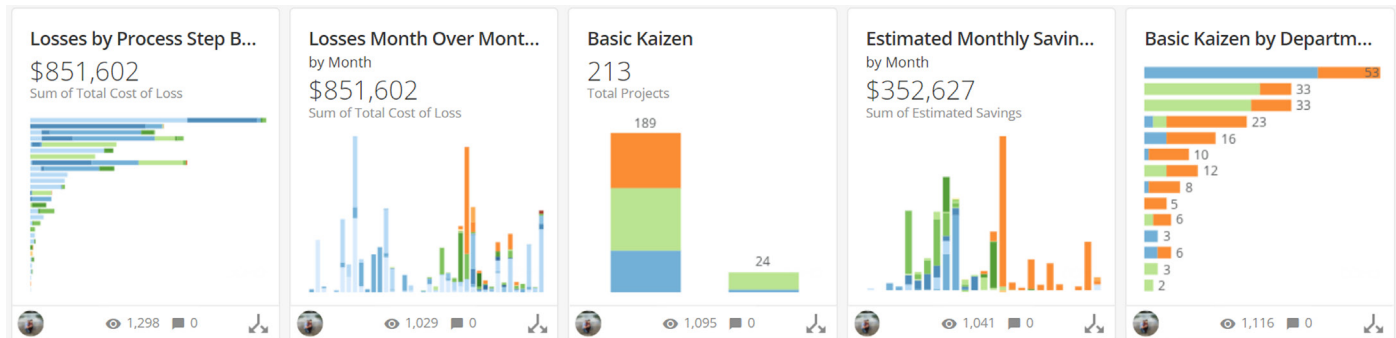 Losses by Process Step B...
$851,602
Sum of Total Cost of Loss
1,298
0
Losses Month Over Mont...
by Month
$851,602
Sum of Total Cost of Loss
1,029
0
Basic Kaizen
213
Total Projects
189
24
1,095
0
Estimated Monthly Savin...
by Month
$352,627
Sum of Estimated Savings
1,041
0
Basic Kaizen by Departm...
53
33
33
23
16
10
12
8
5
6
3
6
3
2
1,116
0